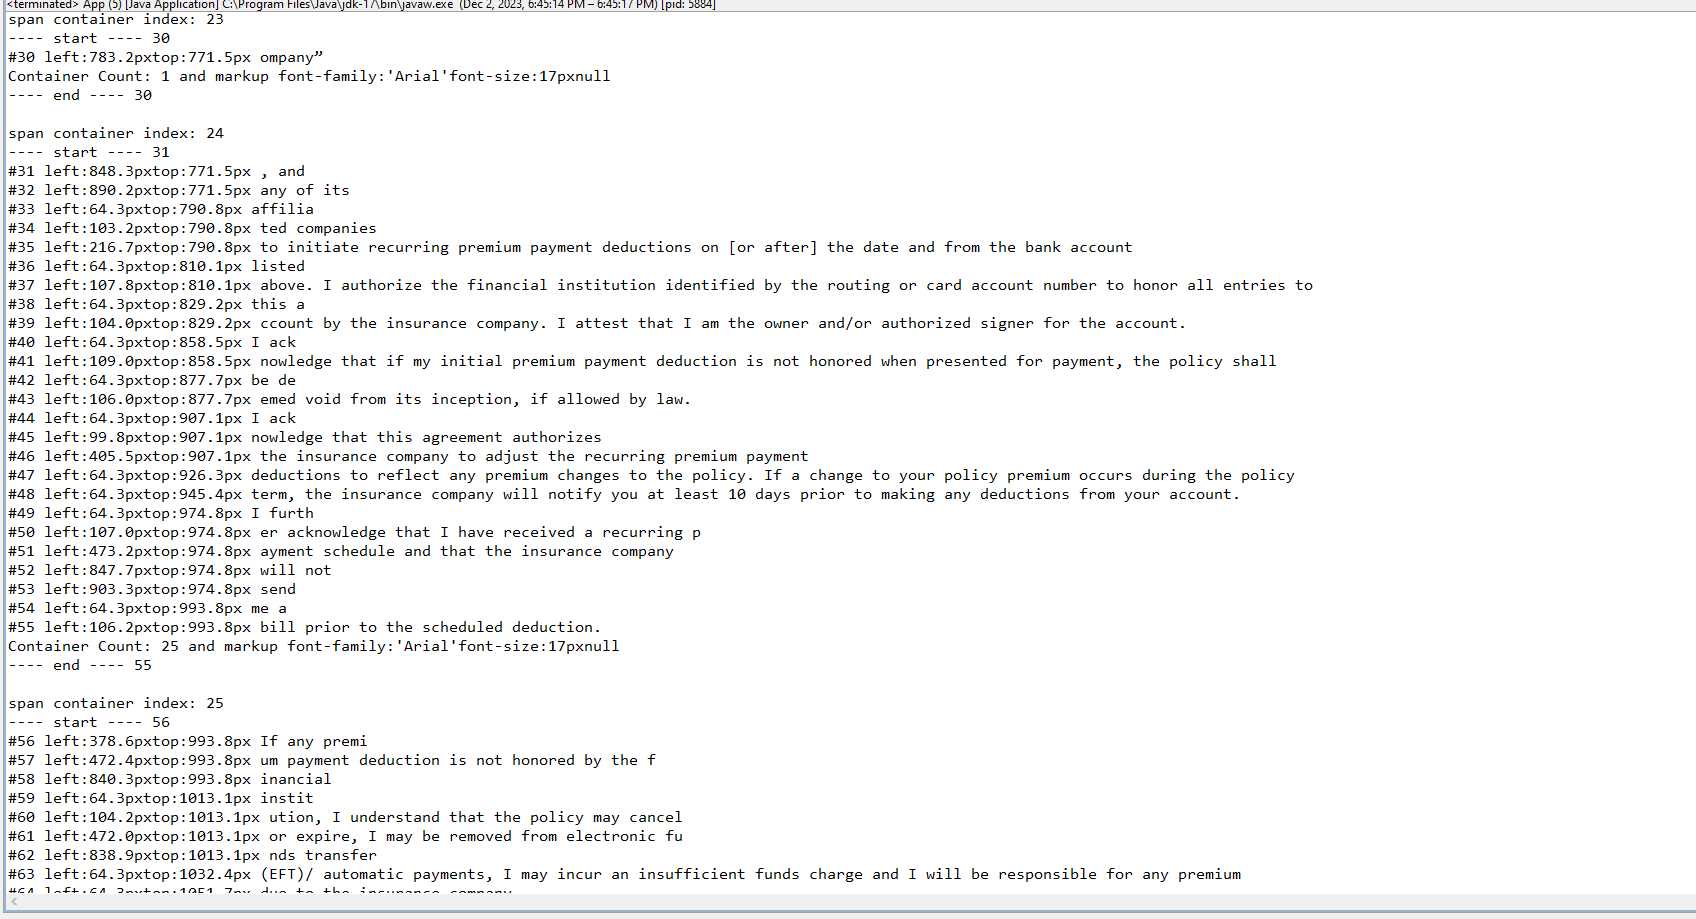 <terminated> App (5) [Java Application] C:\Program Files\Java\jdk-17\bin\javaw.exe (Dec 2, 2023, 6:45:14 PM – 6:45:17 PM) [pid: 5884]
span container index: 23
---- start ---- 30
#30 left:783.2pxtop:771.5px ompany”
Container Count: 1 and markup font-family:'Arial'font-size:17pxnull
---- end ---- 30
span container index: 24
---- start ---- 31
#31 left:848.3pxtop:771.5px , and
#32 left:890.2pxtop:771.5px any of its
#33 left:64.3pxtop:790.8px affilia
#34 left:103.2pxtop:790.8px ted companies
#35 left:216.7pxtop:790.8px to initiate recurring premium payment deductions on [or after] the date and from the bank account
#36 left:64.3pxtop:810.1px listed
#37 left:107.8pxtop:810.1px above. I authorize the financial institution identified by the routing or card account number to honor all entries to
#38 left:64.3pxtop:829.2px this a
#39 left:104.0pxtop:829.2px ccount by the insurance company. I attest that I am the owner and/or authorized signer for the account.
#40 left:64.3pxtop:858.5px I ack
#41 left:109.0pxtop:858.5px nowledge that if my initial premium payment deduction is not honored when presented for payment, the policy shall
#42 left:64.3pxtop:877.7px be de
#43 left:106.0pxtop:877.7px emed void from its inception, if allowed by law.
#44 left:64.3pxtop:907.1px I ack
#45 left:99.8pxtop:907.1px nowledge that this agreement authorizes
#46 left:405.5pxtop:907.1px the insurance company to adjust the recurring premium payment
#47 left:64.3pxtop:926.3px deductions to reflect any premium changes to the policy. If a change to your policy premium occurs during the policy
#48 left:64.3pxtop:945.4px term, the insurance company will notify you at least 10 days prior to making any deductions from your account.
#49 left:64.3pxtop:974.8px I furth
#50 left:107.0pxtop:974.8px er acknowledge that I have received a recurring p
#51 left:473.2pxtop:974.8px ayment schedule and that the insurance company
#52 left:847.7pxtop:974.8px will not
#53 left:903.3pxtop:974.8px send
#54 left:64.3pxtop:993.8px me a
#55 left:106.2pxtop:993.8px bill prior to the scheduled deduction.
Container Count: 25 and markup font-family:'Arial'font-size:17pxnull
---- end ---- 55
span container index: 25
---- start ---- 56
#56 left:378.6pxtop:993.8px If any premi
#57 left:472.4pxtop:993.8px um payment deduction is not honored by the f
#58 left:840.3pxtop:993.8px inancial
#59 left:64.3pxtop:1013.1px instit
#60 left:104.2pxtop:1013.1px ution, I understand that the policy may cancel
#61 left:472.0pxtop:1013.1px or expire, I may be removed from electronic fu
#62 left:838.9pxtop:1013.1px nds transfer
#63 left:64.3pxtop:1032.4px (EFT)/ automatic payments, I may incur an insufficient funds charge and I will be responsible for any premium
#64 left:64.3pxtop:1051.7px due to the insurance company